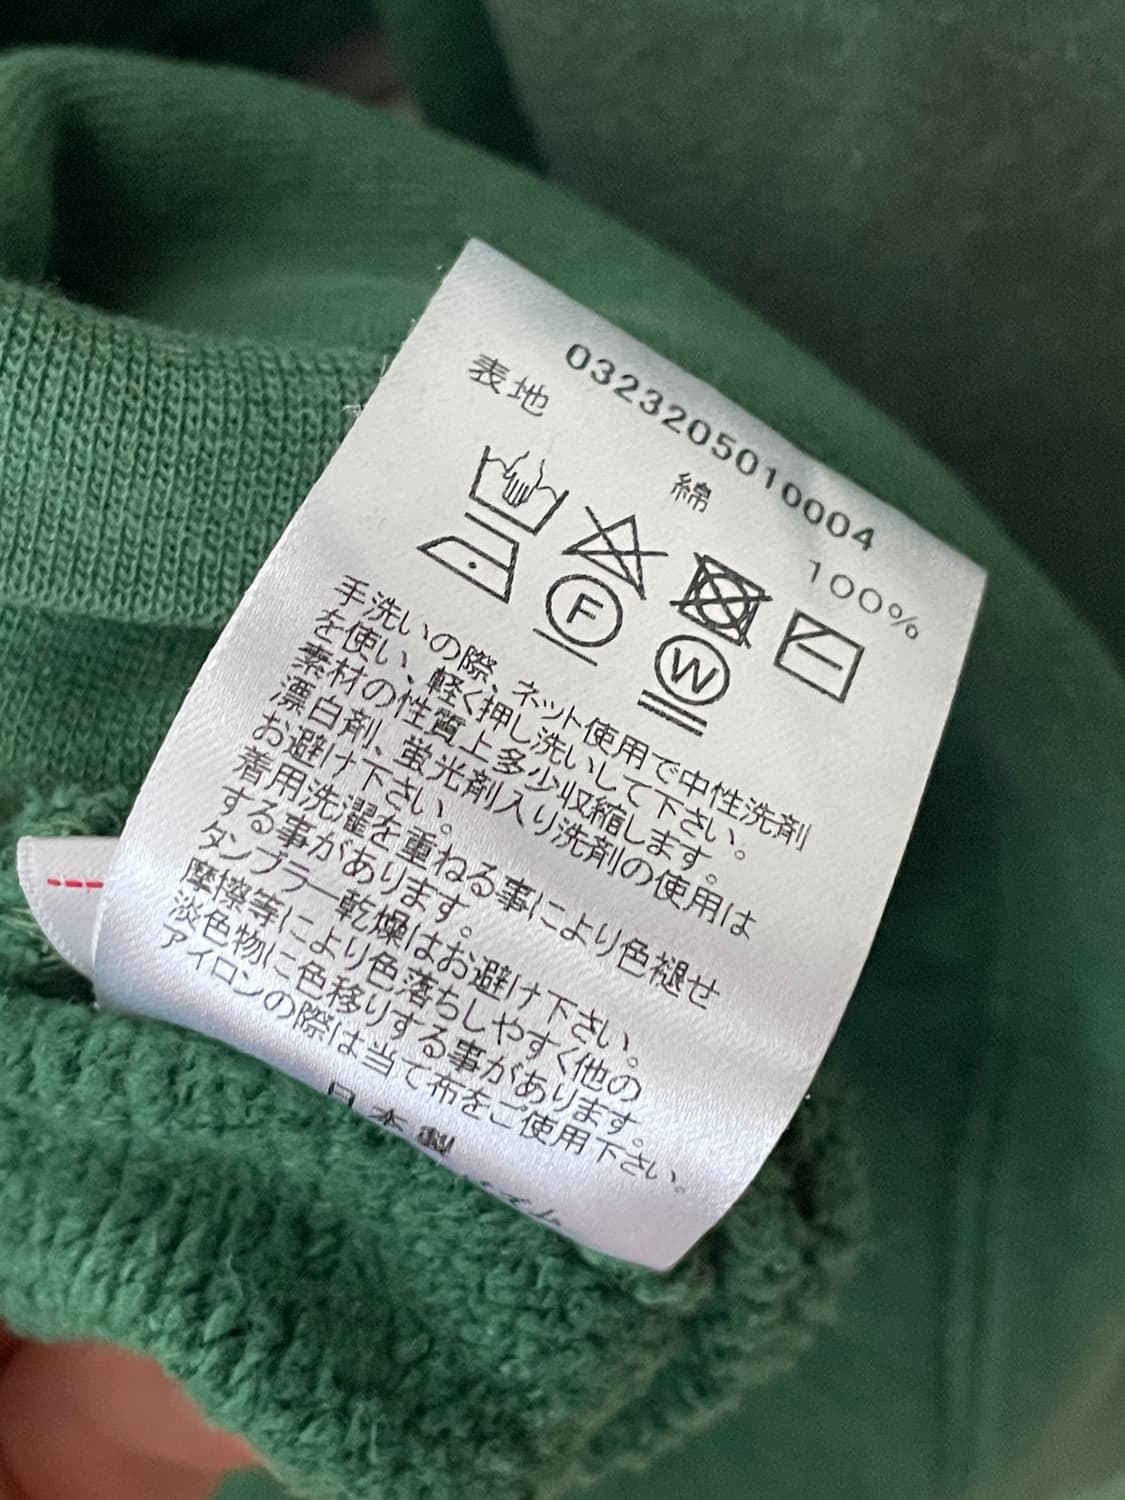 0323205010004
表地
綿 100%
F
W
手洗いの際、ネット使用で中性洗剤
を使い、軽く押し洗いして下さい。
素材の性質上多少収縮します。
漂白剤、蛍光剤入り洗剤の使用は
お避け下さい。
着用洗濯を重ねる事により色褪せ
する事があります。
タンブラー乾燥はお避け下さい。
摩擦等により色落ちしやすく他の
淡色物に色移りする事があります。
アイロンの際は当て布をご使用下さい。
日本製